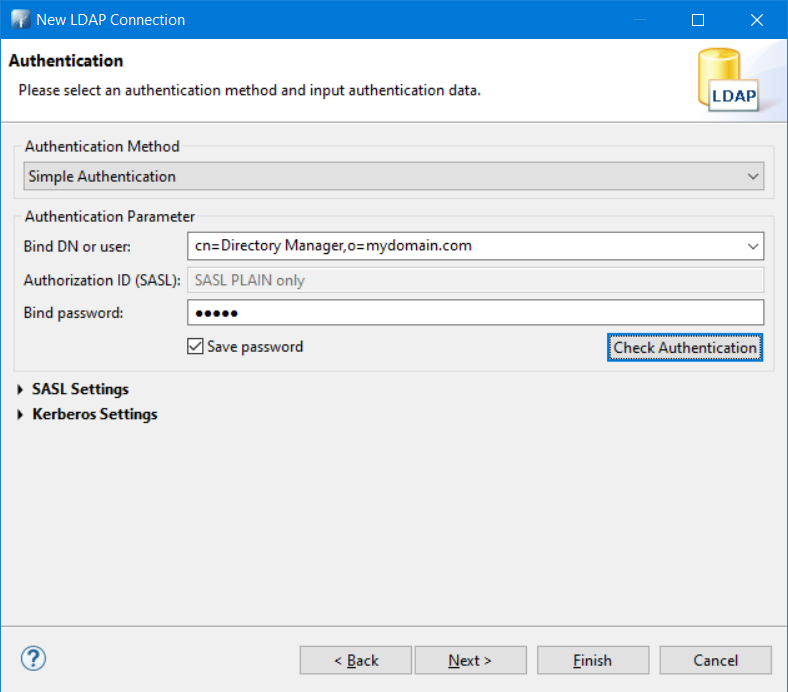 New LDAP Connection
Authentication
Please select an authentication method and input authentication data.
LDAP
Authentication Method
Simple Authentication
Authentication Parameter
Bind DN or user: cn=Directory Manager,o=mydomain.com
Authorization ID (SASL): SASL PLAIN only
Bind password: •••••
Save password Check Authentication
SASL Settings
Kerberos Settings
? < Back Next > Finish Cancel